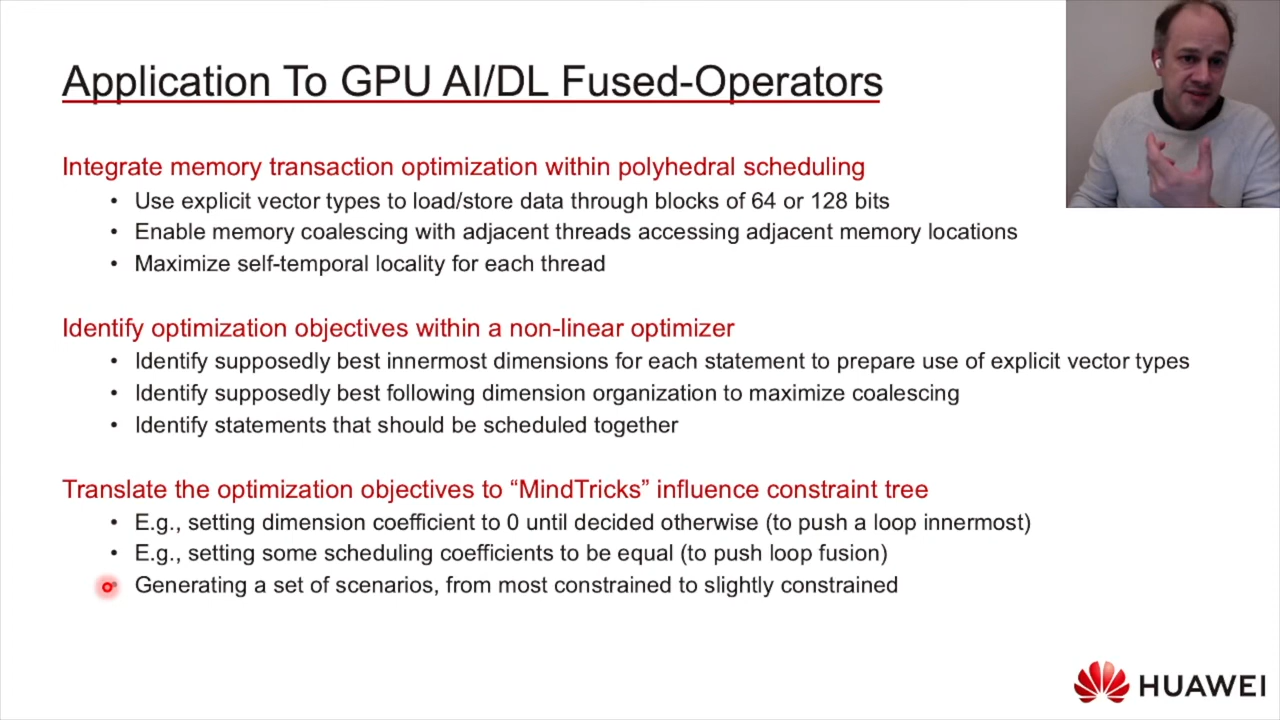 Application To GPU AI/DL Fused-Operators
Integrate memory transaction optimization within polyhedral scheduling
• Use explicit vector types to load/store data through blocks of 64 or 128 bits
• Enable memory coalescing with adjacent threads accessing adjacent memory locations
• Maximize self-temporal locality for each thread
Identify optimization objectives within a non-linear optimizer
• Identify supposedly best innermost dimensions for each statement to prepare use of explicit vector types
• Identify supposedly best following dimension organization to maximize coalescing
• Identify statements that should be scheduled together
Translate the optimization objectives to “MindTricks” influence constraint tree
• E.g., setting dimension coefficient to 0 until decided otherwise (to push a loop innermost)
• E.g., setting some scheduling coefficients to be equal (to push loop fusion)
Generating a set of scenarios, from most constrained to slightly constrained
HUAWEI